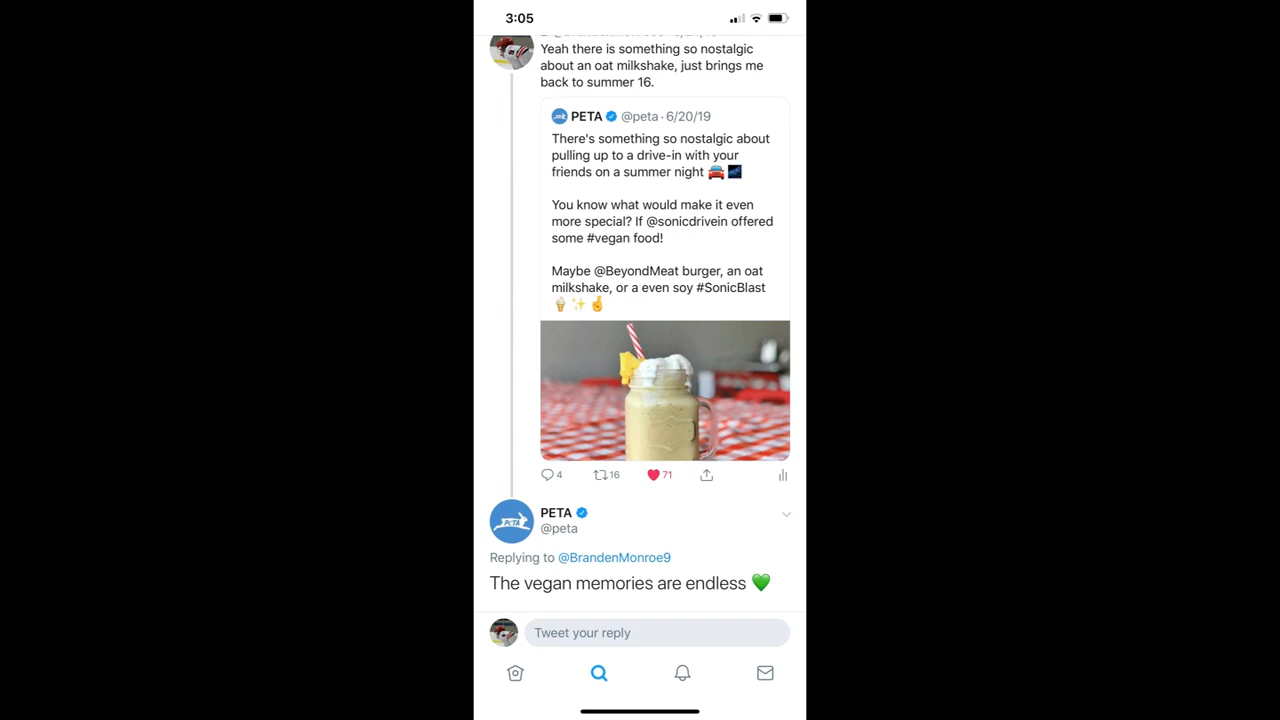 3:05
Yeah there is something so nostalgic
about an oat milkshake, just brings me
back to summer 16.
PETA @peta · 6/20/19
There's something so nostalgic about
pulling up to a drive-in with your
friends on a summer night 🚘 🌌
You know what would make it even
more special? If @sonicdrivein offered
some #vegan food!
Maybe @BeyondMeat burger, an oat
milkshake, or a even soy #SonicBlast
🍦 ✨ 🤞
4 16 71
PETA
@peta
PETA
Replying to @BrandenMonroe9
The vegan memories are endless 💚
Tweet your reply